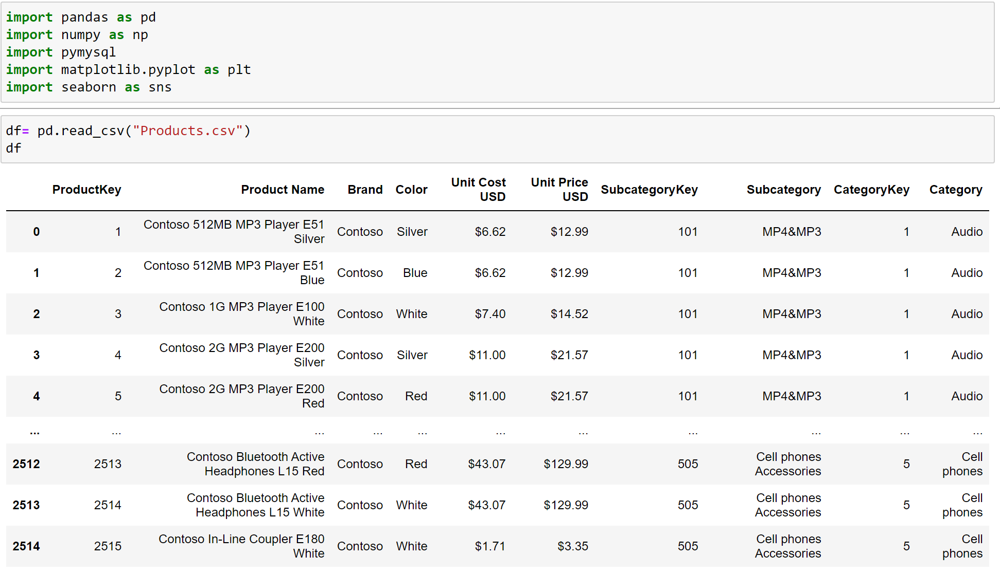 import pandas as pd
import numpy as np
import pymysql
import matplotlib.pyplot as plt
import seaborn as sns
df= pd.read_csv("Products.csv")
df
ProductKey Product Name Brand Color Unit Cost USD Unit Price USD SubcategoryKey Subcategory CategoryKey Category
0 1 Contoso 512MB MP3 Player E51 Silver Contoso Silver $6.62 $12.99 101 MP4&MP3 1 Audio
1 2 Contoso 512MB MP3 Player E51 Blue Contoso Blue $6.62 $12.99 101 MP4&MP3 1 Audio
2 3 Contoso 1G MP3 Player E100 White Contoso White $7.40 $14.52 101 MP4&MP3 1 Audio
3 4 Contoso 2G MP3 Player E200 Silver Contoso Silver $11.00 $21.57 101 MP4&MP3 1 Audio
4 5 Contoso 2G MP3 Player E200 Red Contoso Red $11.00 $21.57 101 MP4&MP3 1 Audio
... ... ... ... ... ... ... ... ... ... ...
2512 2513 Contoso Bluetooth Active Headphones L15 Red Contoso Red $43.07 $129.99 505 Cell phones Accessories 5 Cell phones
2513 2514 Contoso Bluetooth Active Headphones L15 White Contoso White $43.07 $129.99 505 Cell phones Accessories 5 Cell phones
2514 2515 Contoso In-Line Coupler E180 White Contoso White $1.71 $3.35 505 Cell phones Accessories 5 Cell phones